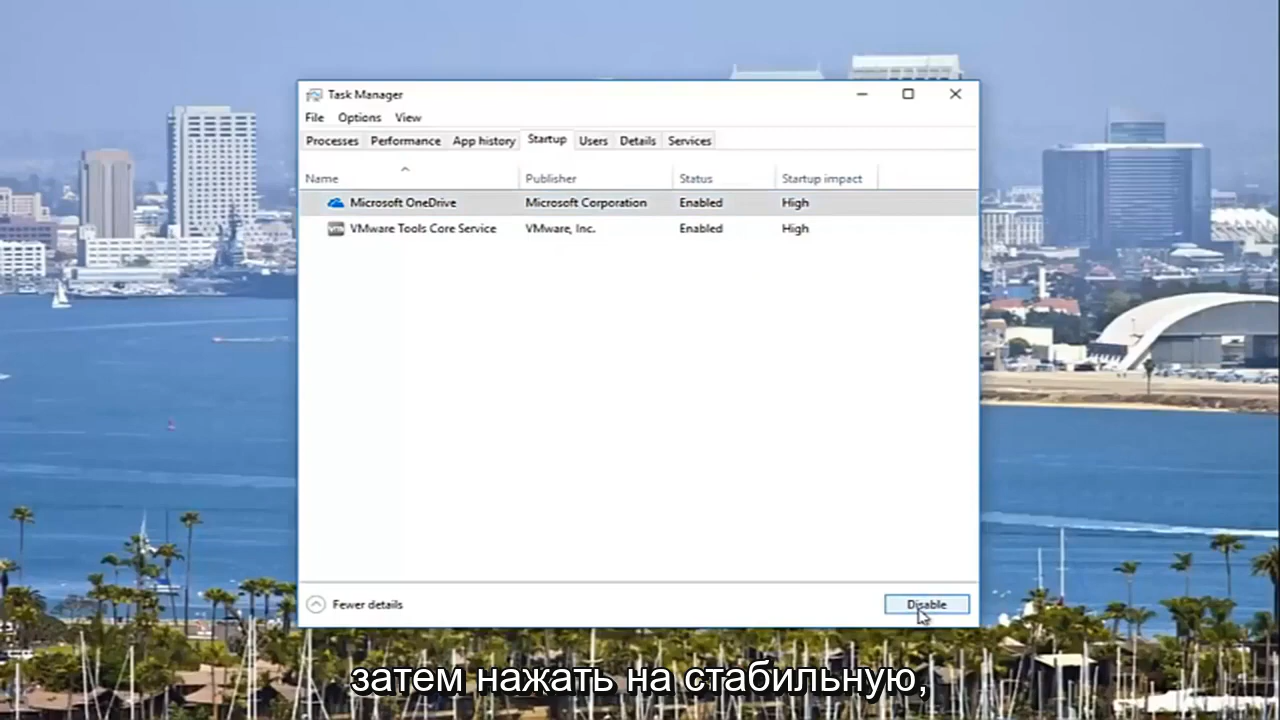 Task Manager
File Options View
Processes Performance App history Startup Users Details Services
Name Publisher Status Startup impact
Microsoft OneDrive Microsoft Corporation Enabled High
VMware Tools Core Service VMware, Inc. Enabled High
Fewer details Disable
затем нажать на стабильную,